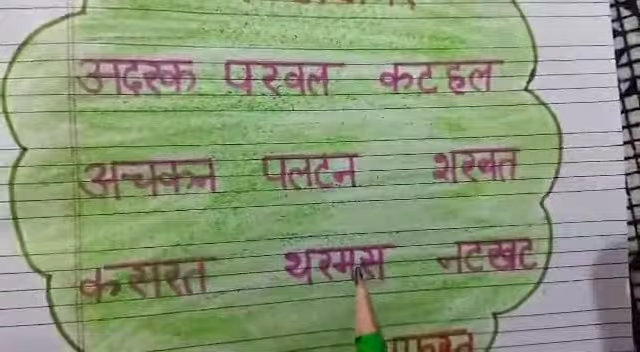 अदरक परवल कटहल
अचकन पलटन शरबत
कसरत थरमस नटखट